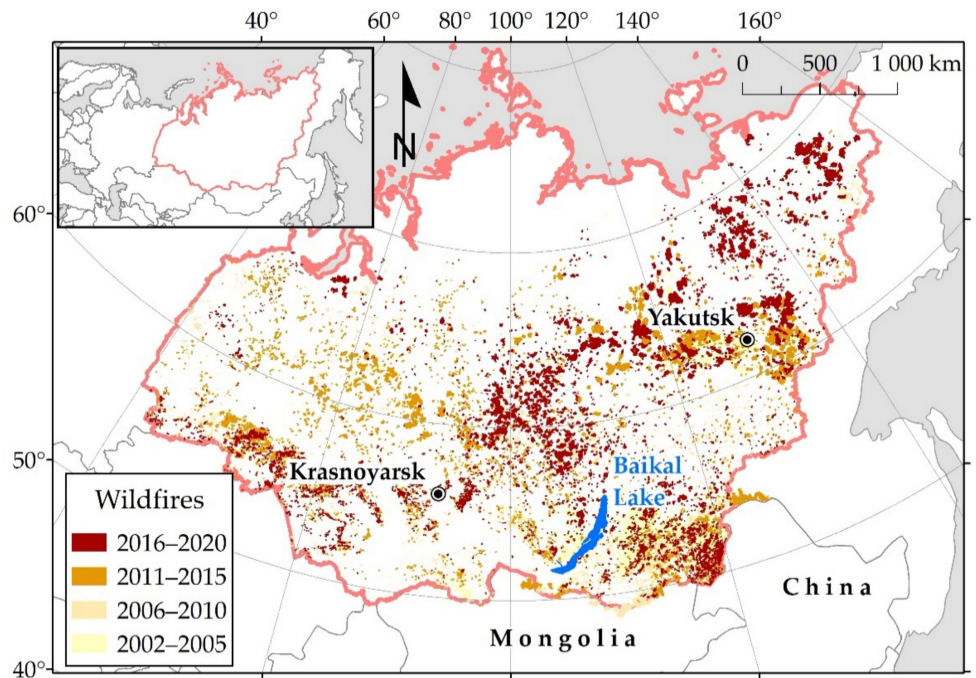 40° 60° 80° 100° 120° 140° 160°
0 500 1 000 km
N
60°
Yakutsk
50°
Krasnoyarsk
Baikal
Lake
Wildfires
2016–2020
2011–2015
2006–2010
2002–2005
China
Mongolia
40°